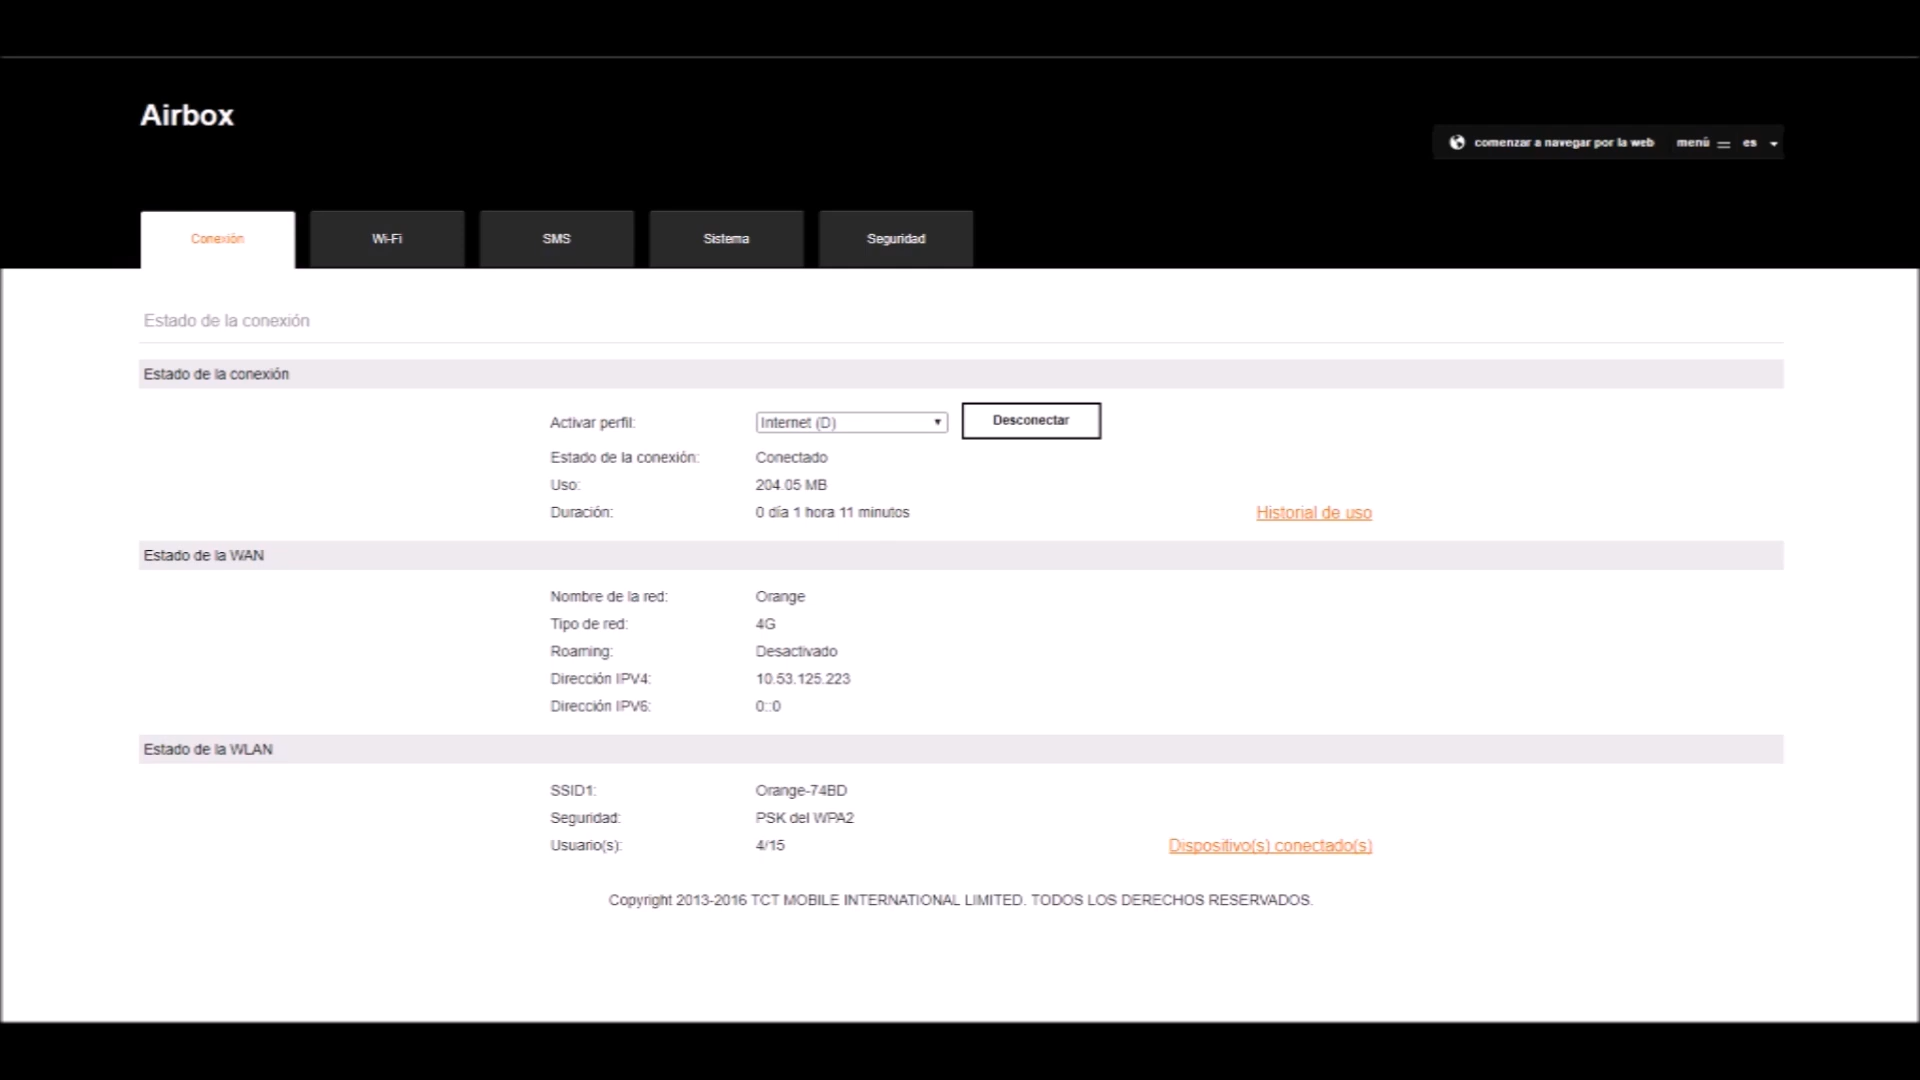 Airbox
comenzar a navegar por la web menú es
Conexión Wi-Fi SMS Sistema Seguridad
Estado de la conexión
Estado de la conexión
Activar perfil: Internet (D) Desconectar
Estado de la conexión: Conectado
Uso: 204.05 MB
Duración: 0 día 1 hora 11 minutos Historial de uso
Estado de la WAN
Nombre de la red: Orange
Tipo de red: 4G
Roaming: Desactivado
Dirección IPV4: 10.53.125.223
Dirección IPV6: 0::0
Estado de la WLAN
SSID1: Orange-74BD
Seguridad: PSK del WPA2
Usuario(s): 4/15 Dispositivo(s) conectado(s)
Copyright 2013-2016 TCT MOBILE INTERNATIONAL LIMITED. TODOS LOS DERECHOS RESERVADOS.